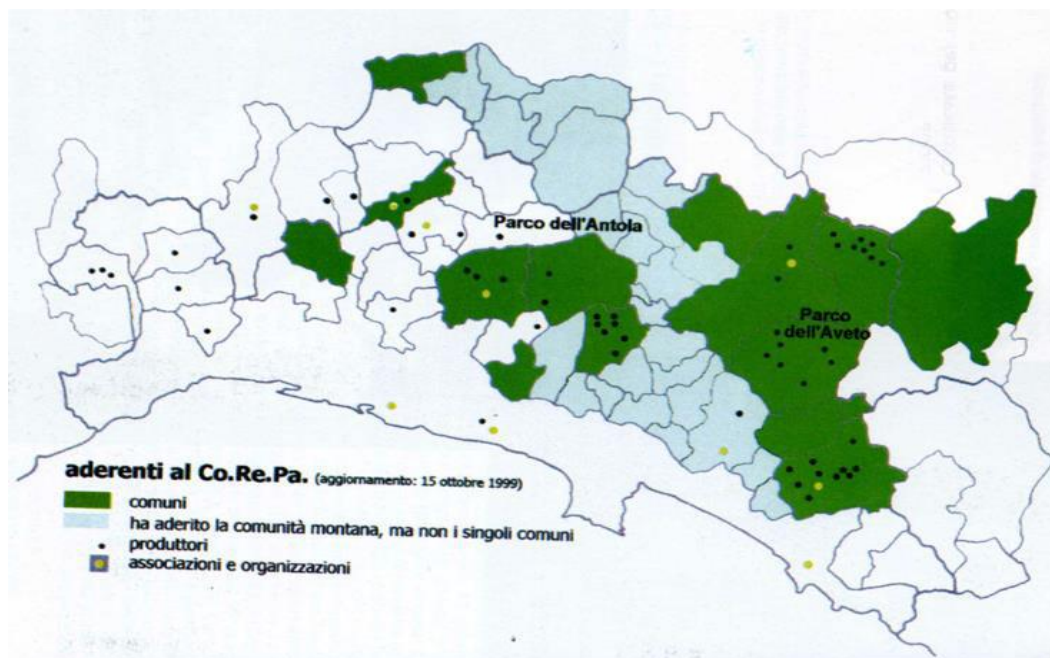 Parco dell'Antola
Parco
dell'Aveto
aderenti al Co.Re.Pa. (aggiornamento: 15 ottobre 1999)
comuni
ha aderito la comunità montana, ma non i singoli comuni
produttori
associazioni e organizzazioni